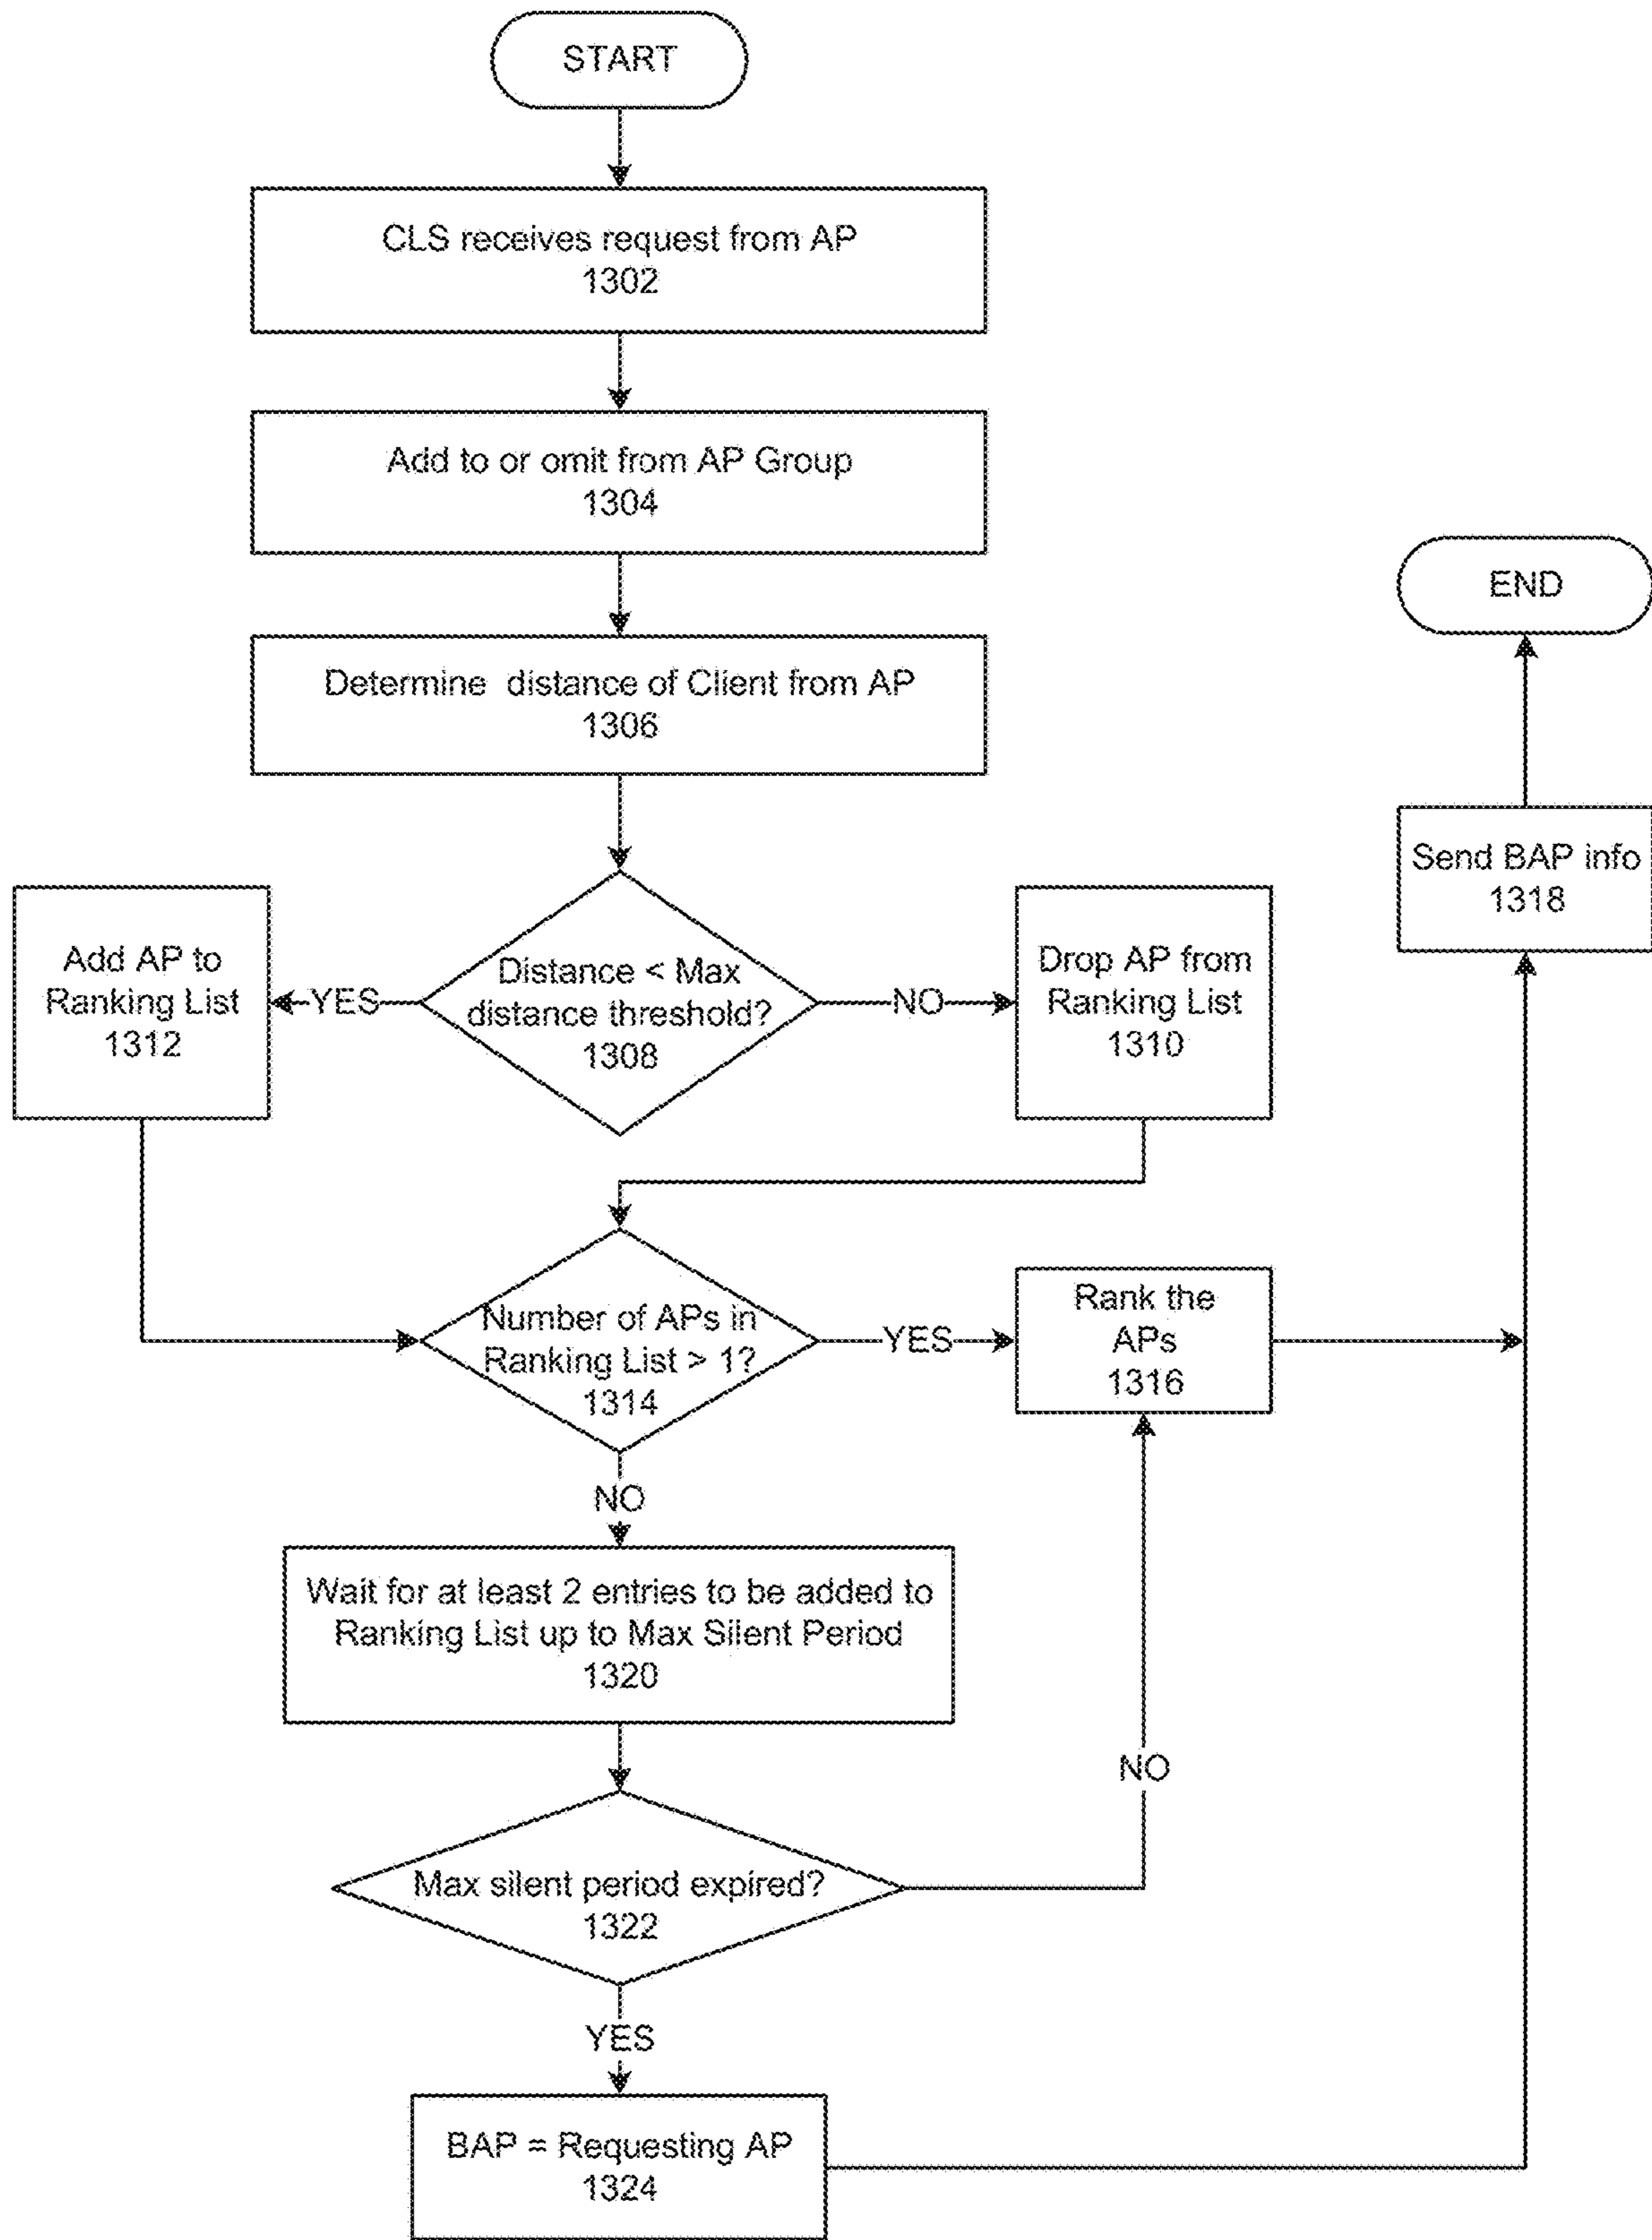 START
CLS receives request from AP
1302
Add to or omit from AP Group
1304
END
Determine distance of Client from AP
1306
Send BAP info
1318
Add AP to
Ranking List
1312
YES
Distance < Max
distance threshold?
1308
NO
Drop AP from
Ranking List
1310
Number of APs in
Ranking List > 1?
1314
YES
Rank the
APs
1316
NO
Wait for at least 2 entries to be added to
Ranking List up to Max Silent Period
1320
NO
Max silent period expired?
1322
YES
BAP = Requesting AP
1324